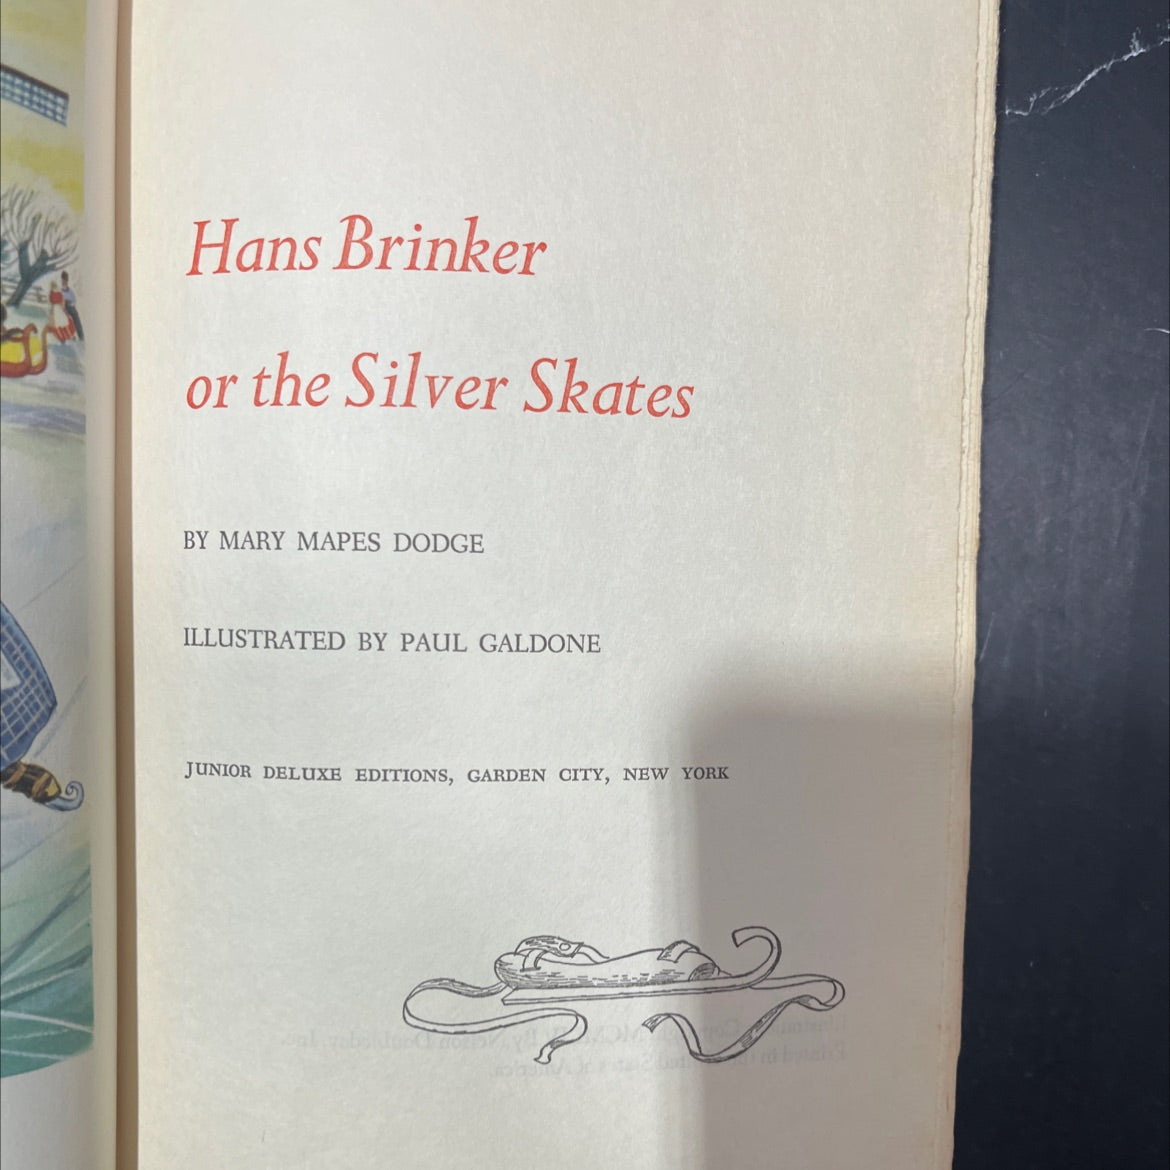 Hans Brinker
or the Silver Skates
BY MARY MAPES DODGE
ILLUSTRATED BY PAUL GALDONE
JUNIOR DELUXE EDITIONS, GARDEN CITY, NEW YORK